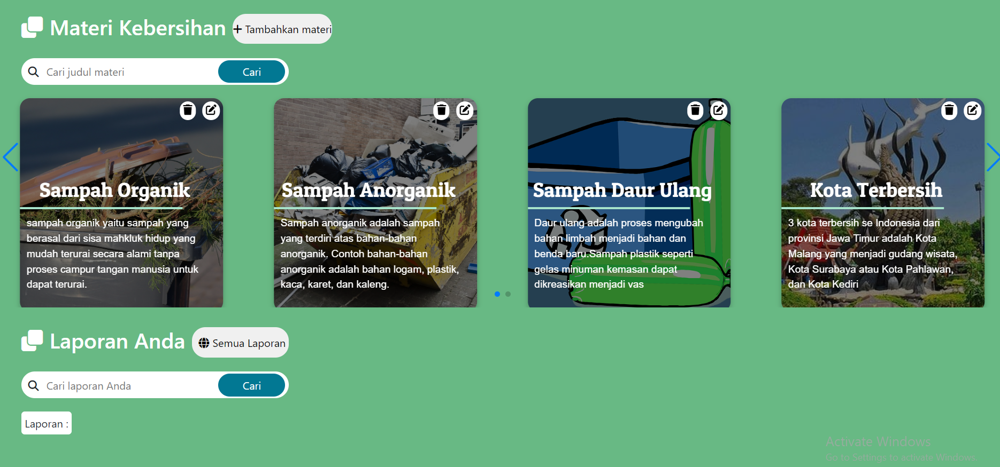 Materi Kebersihan
Tambahkan materi
Cari judul materi
Cari
Sampah Organik
sampah organik yaitu sampah yang
berasal dari sisa mahkluk hidup yang
mudah terurai secara alami tanpa
proses campur tangan manusia untuk
dapat terurai.
Sampah Anorganik
Sampah anorganik adalah sampah
yang terdiri atas bahan-bahan
anorganik. Contoh bahan-bahan
anorganik adalah bahan logam, plastik,
kaca, karet, dan kaleng.
Sampah Daur Ulang
Daur ulang adalah proses mengubah
bahan limbah menjadi bahan dan
benda baru.Sampah plastik seperti
gelas minuman kemasan dapat
dikreasikan menjadi vas
Kota Terbersih
3 kota terbersih se Indonesia dari
provinsi Jawa Timur adalah Kota
Malang yang menjadi gudang wisata,
Kota Surabaya atau Kota Pahlawan,
dan Kota Kediri
Laporan Anda
Semua Laporan
Cari laporan Anda
Cari
Laporan :
Activate Windows
Go to Settings to activate Windows.